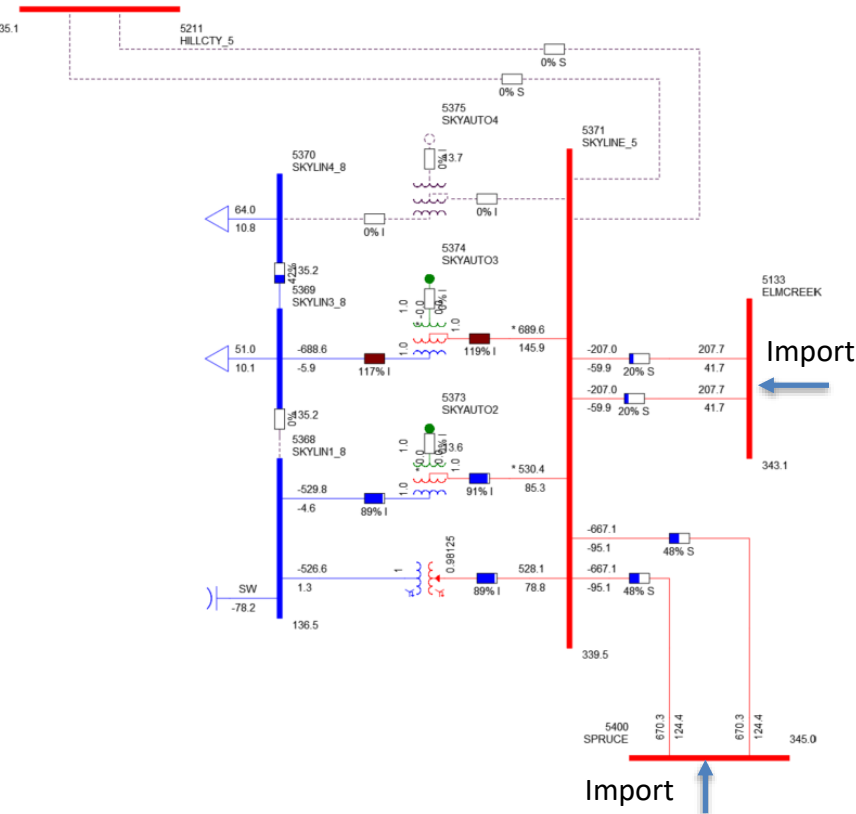 35.1
5211
HILLCTY_5
0% S
0% S
5375
SKYAUTO4
5371
SKYLINE_5
0% I
13.7
5370
SKYLIN4_8
64.0
10.8
0% I
0% I
42%
135.2
5374
SKYAUTO3
5133
ELMCREEK
5369
SKYLIN3_8
1.0
0% I
1.0
1.0
51.0
10.1
-688.6
-5.9
117% I
119% I
* 689.6
145.9
-207.0
-59.9
20% S
207.7
41.7
Import
-207.0
-59.9
20% S
207.7
41.7
0%
135.2
5373
SKYAUTO2
5368
SKYLIN1_8
1.0
13.6
1.0
1.0
343.1
-529.8
-4.6
89% I
91% I
* 530.4
85.3
-667.1
-95.1
48% S
-526.6
1.3
1
0.98125
89% I
528.1
78.8
-667.1
-95.1
48% S
SW
-78.2
136.5
339.5
670.3
124.4
670.3
124.4
5400
SPRUCE
345.0
Import